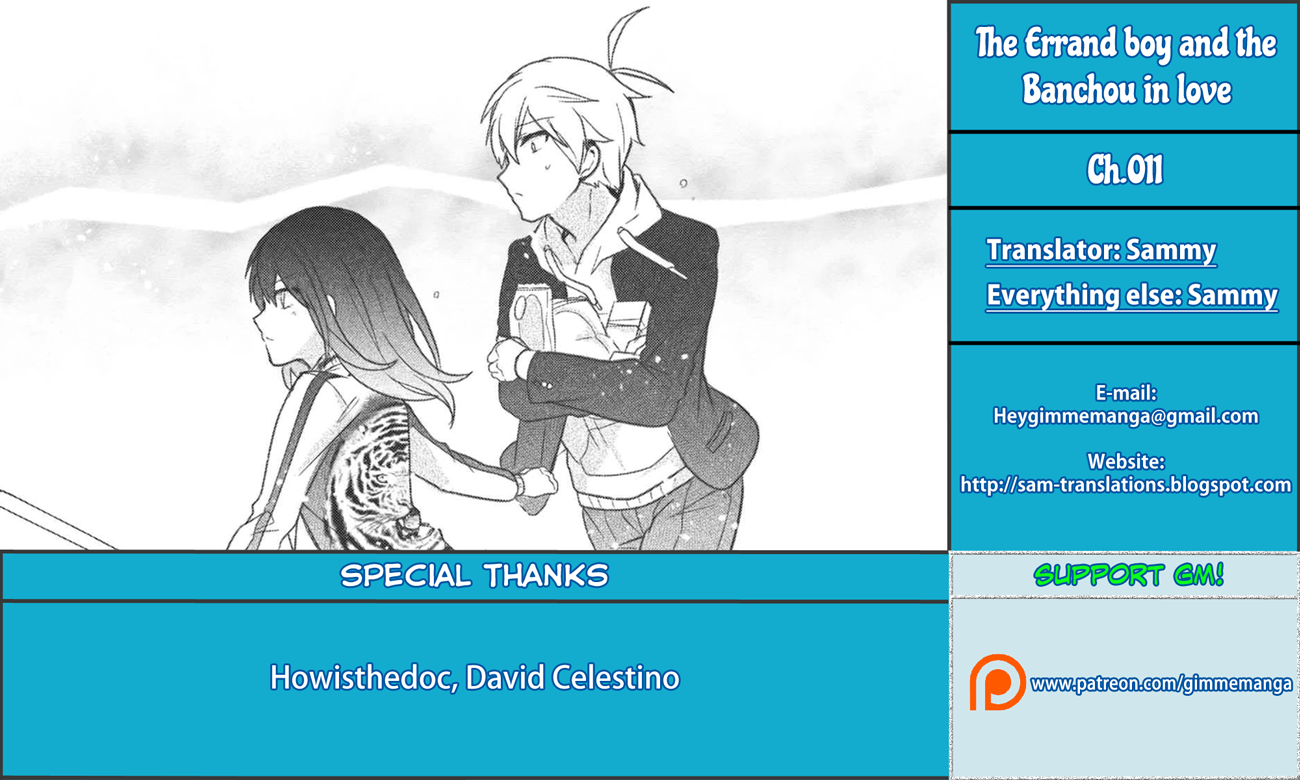 The Errand boy and the
Banchou in love
Ch.011
Translator: Sammy
Everything else: Sammy
E-mail:
Heygimmemanga@gmail.com
Website:
http://sam-translations.blogspot.com
SPECIAL THANKS
Howisthedoc, David Celestino
SUPPORT GM!
www.patreon.com/gimmemanga